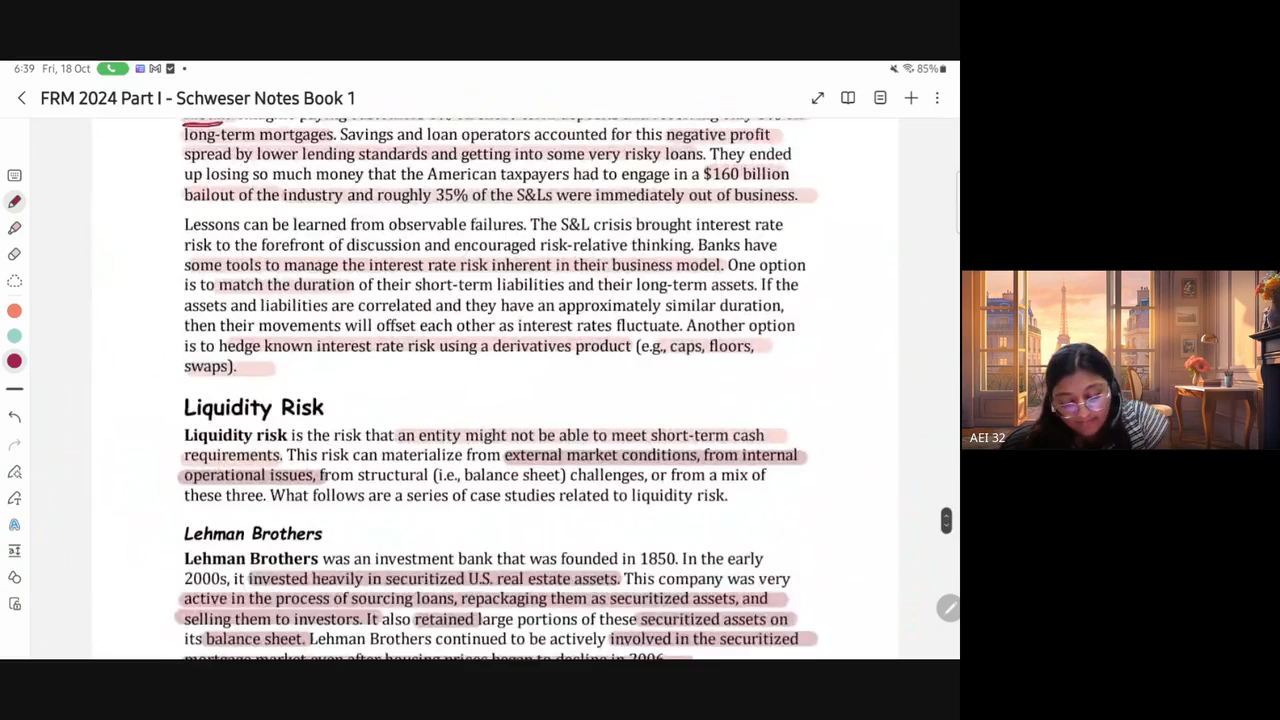 6:39 Fri, 18 Oct
85%
FRM 2024 Part I - Schweser Notes Book 1
long-term mortgages. Savings and loan operators accounted for this negative profit
spread by lower lending standards and getting into some very risky loans. They ended
up losing so much money that the American taxpayers had to engage in a $160 billion
bailout of the industry and roughly 35% of the S&Ls were immediately out of business.
Lessons can be learned from observable failures. The S&L crisis brought interest rate
risk to the forefront of discussion and encouraged risk-relative thinking. Banks have
some tools to manage the interest rate risk inherent in their business model. One option
is to match the duration of their short-term liabilities and their long-term assets. If the
assets and liabilities are correlated and they have an approximately similar duration,
then their movements will offset each other as interest rates fluctuate. Another option
is to hedge known interest rate risk using a derivatives product (e.g., caps, floors,
swaps).
Liquidity Risk
Liquidity risk is the risk that an entity might not be able to meet short-term cash
requirements. This risk can materialize from external market conditions, from internal
operational issues, from structural (i.e., balance sheet) challenges, or from a mix of
these three. What follows are a series of case studies related to liquidity risk.
Lehman Brothers
Lehman Brothers was an investment bank that was founded in 1850. In the early
2000s, it invested heavily in securitized U.S. real estate assets. This company was very
active in the process of sourcing loans, repackaging them as securitized assets, and
selling them to investors. It also retained large portions of these securitized assets on
its balance sheet. Lehman Brothers continued to be actively involved in the securitized
mortgage market even after housing prices began to decline in 2006.
AEI 32